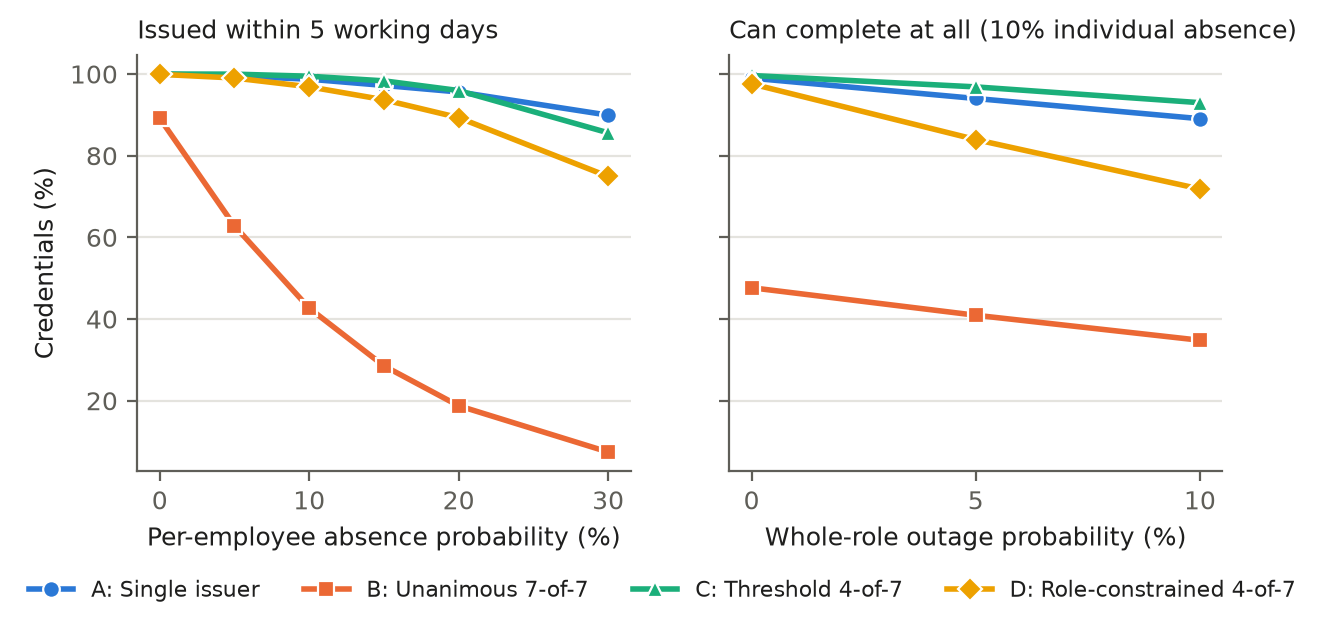 Issued within 5 working days
Can complete at all (10% individual absence)
Credentials (%)
100
80
60
40
20
0
10
20
30
0
5
10
Per-employee absence probability (%)
Whole-role outage probability (%)
A: Single issuer
B: Unanimous 7-of-7
C: Threshold 4-of-7
D: Role-constrained 4-of-7